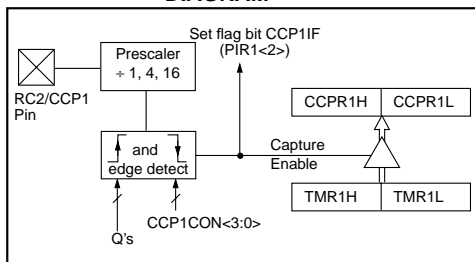 DIAGRAM
Set flag bit CCP1IF
(PIR1<2>)
Prescaler
÷ 1, 4, 16
RC2/CCP1
Pin
CCPR1H
CCPR1L
and
edge detect
Capture
Enable
TMR1H
TMR1L
CCP1CON<3:0>
Q's